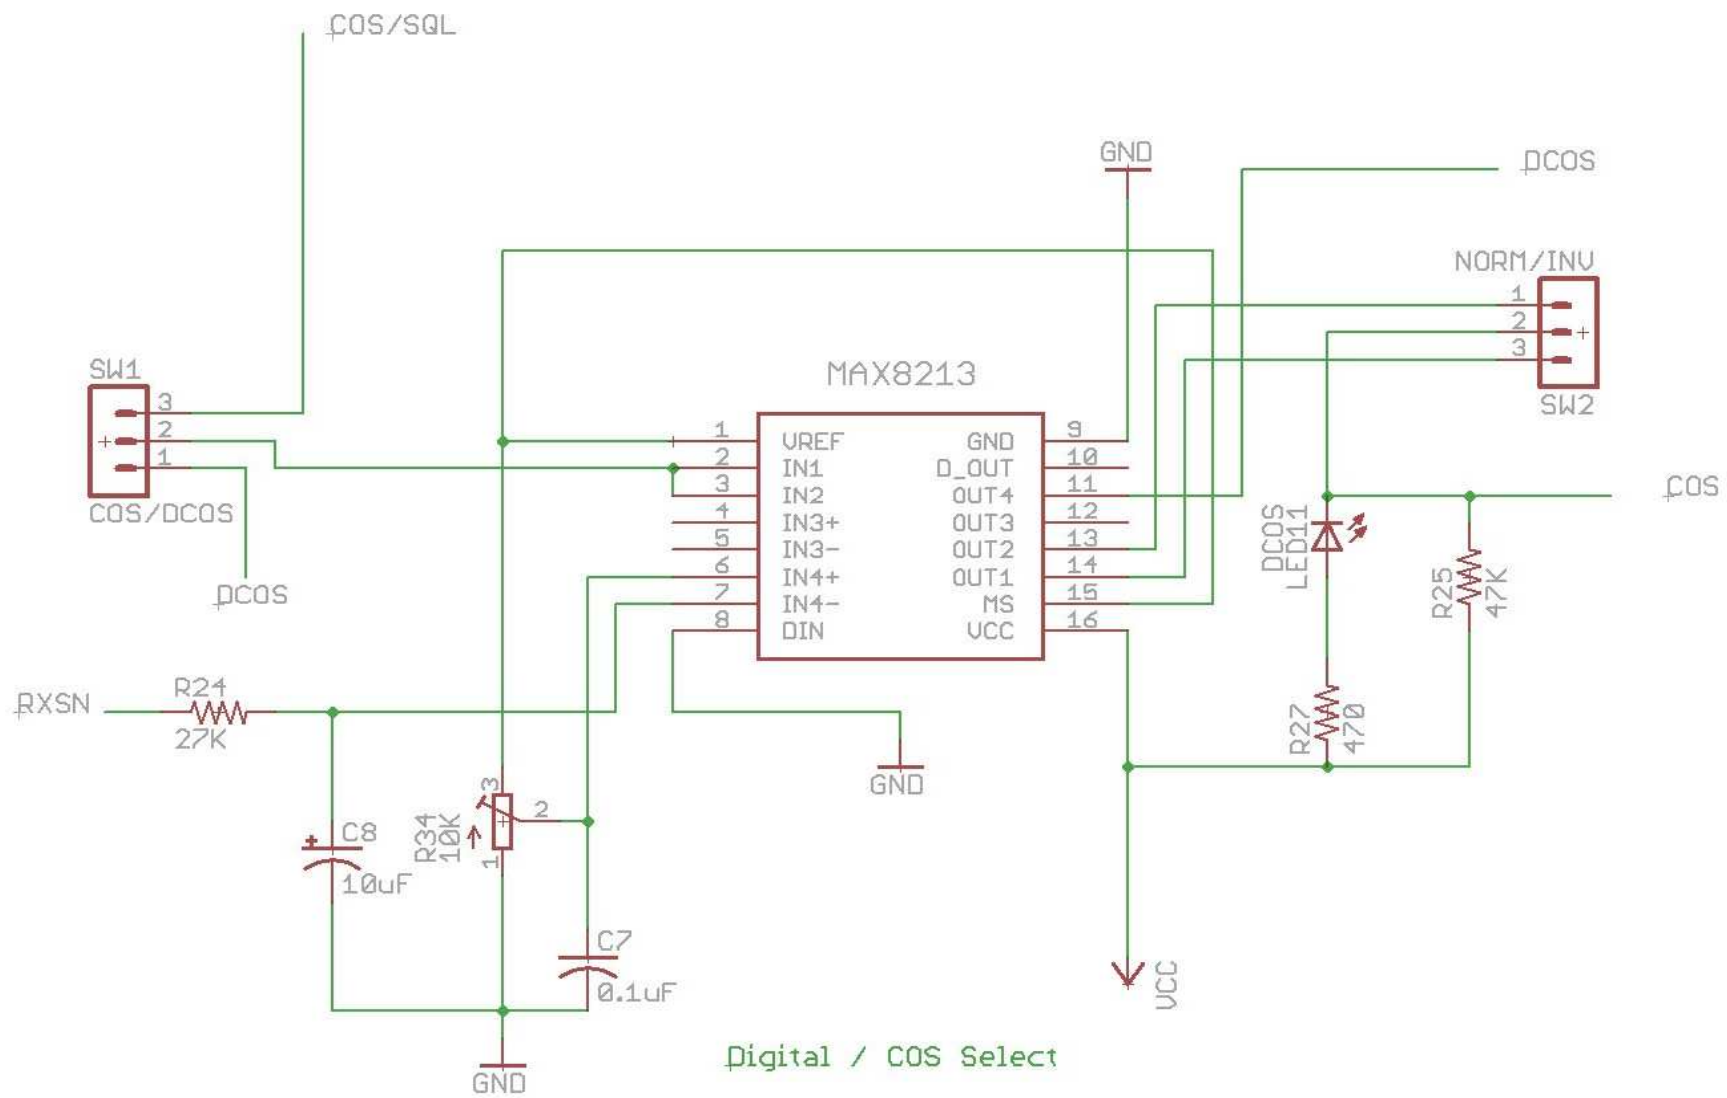 COS/SQL
GND
DCOS
NORM/INV
1
2
3
SW2
MAX8213
SW1
3
2
1
COS/DCOS
DCOS
1 VREF GND 9
2 IN1 D_OUT 10
3 IN2 OUT4 11
4 IN3+ OUT3 12
5 IN3- OUT2 13
6 IN4+ OUT1 14
7 IN4- MS 15
8 DIN VCC 16
COS
DCOS
LED11
R25
47K
RXSN
R24
27K
R27
470
GND
3
2
1
R34
10K
C8
10uF
C7
0.1uF
VCC
GND
Digital / COS Select